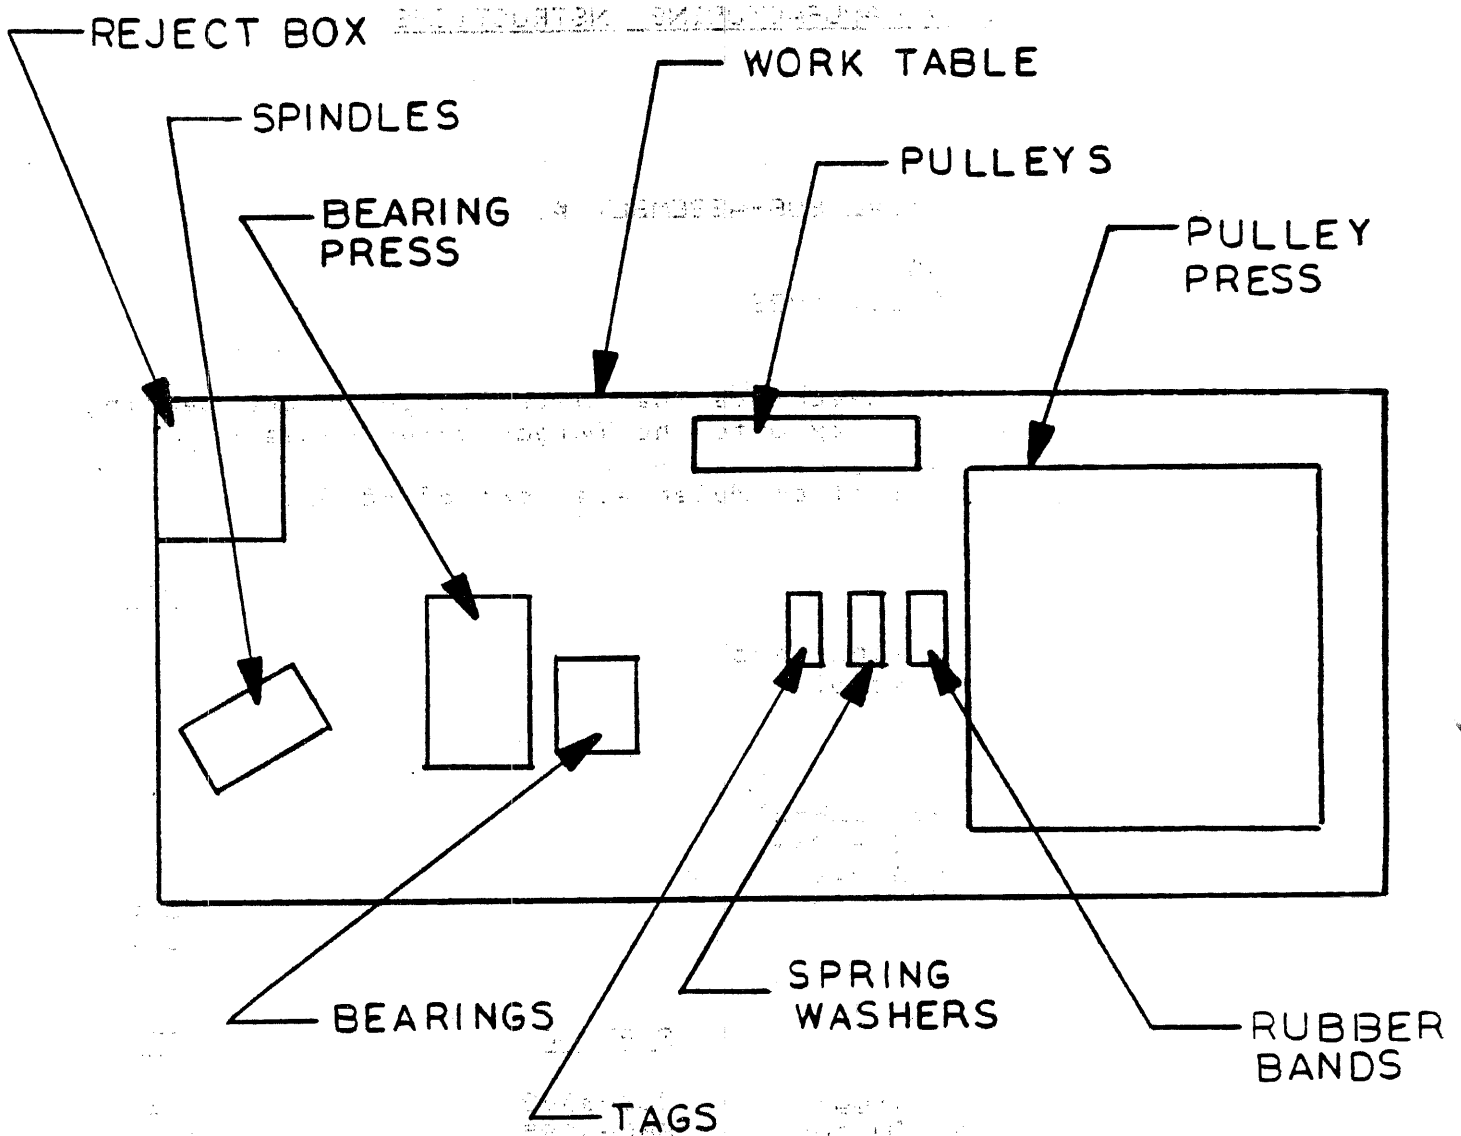 REJECT BOX
WORK TABLE
SPINDLES
PULLEYS
BEARING
PRESS
PULLEY
PRESS
SPRING
WASHERS
BEARINGS
RUBBER
BANDS
TAGS